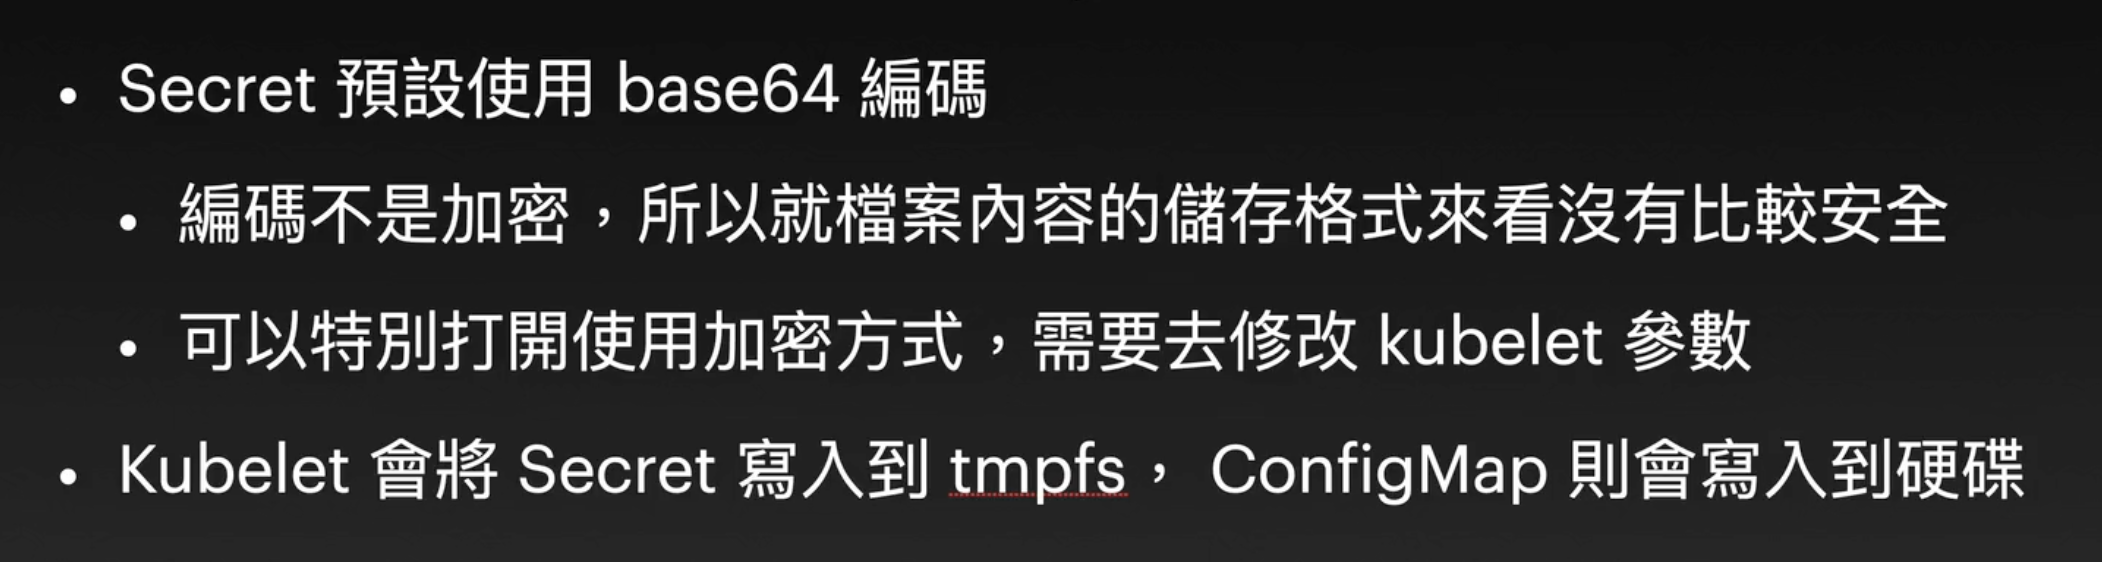 • Secret 預設使用 base64 編碼
• 編碼不是加密，所以就檔案內容的儲存格式來看沒有比較安全
• 可以特別打開使用加密方式，需要去修改 kubelet 參數
• Kubelet 會將 Secret 寫入到 tmpfs， ConfigMap 則會寫入到硬碟